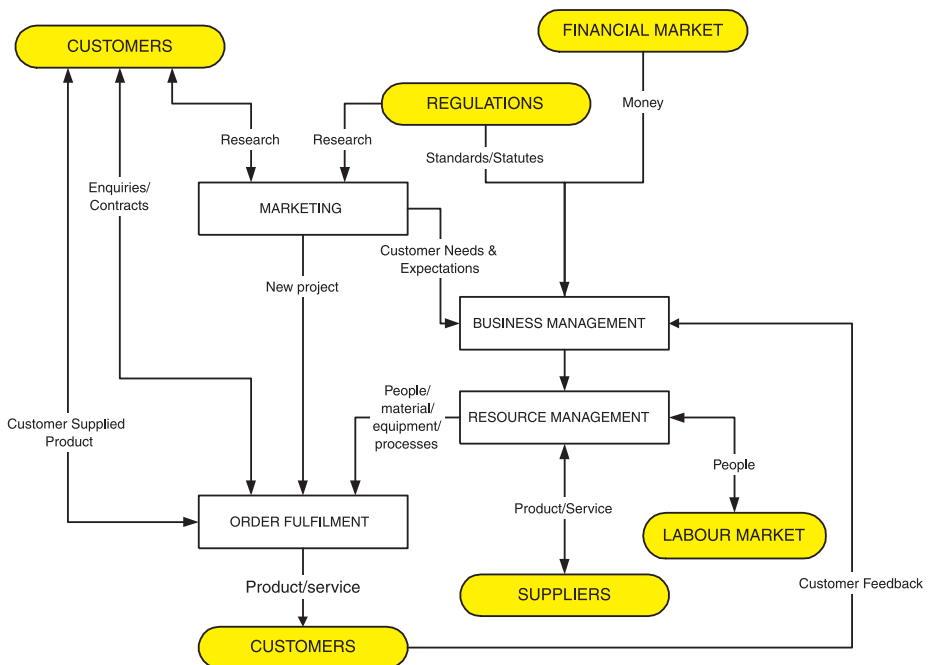 FINANCIAL MARKET
CUSTOMERS
REGULATIONS
Money
Research
Research
Standards/Statutes
Enquiries/
Contracts
MARKETING
Customer Needs &
Expectations
New project
BUSINESS MANAGEMENT
People/
material/
equipment/
processes
RESOURCE MANAGEMENT
Customer Supplied
Product
People
Product/Service
ORDER FULFILMENT
LABOUR MARKET
Product/service
Customer Feedback
SUPPLIERS
CUSTOMERS